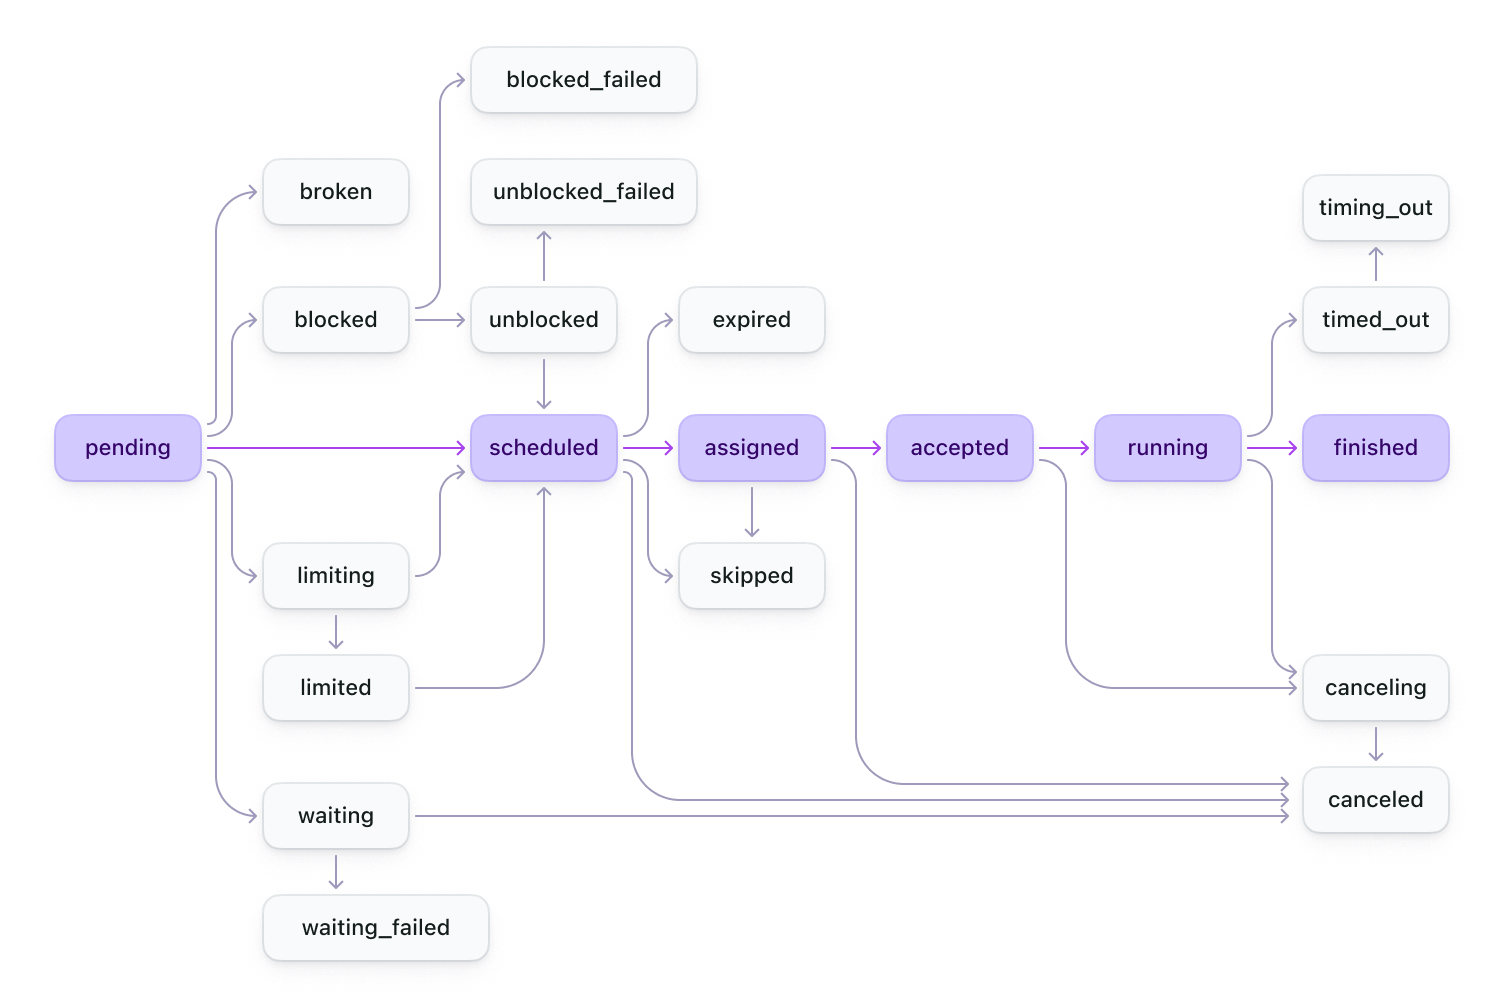 blocked_failed
broken
unblocked_failed
timing_out
blocked
unblocked
expired
timed_out
pending
scheduled
assigned
accepted
running
finished
limiting
skipped
limited
canceling
waiting
canceled
waiting_failed